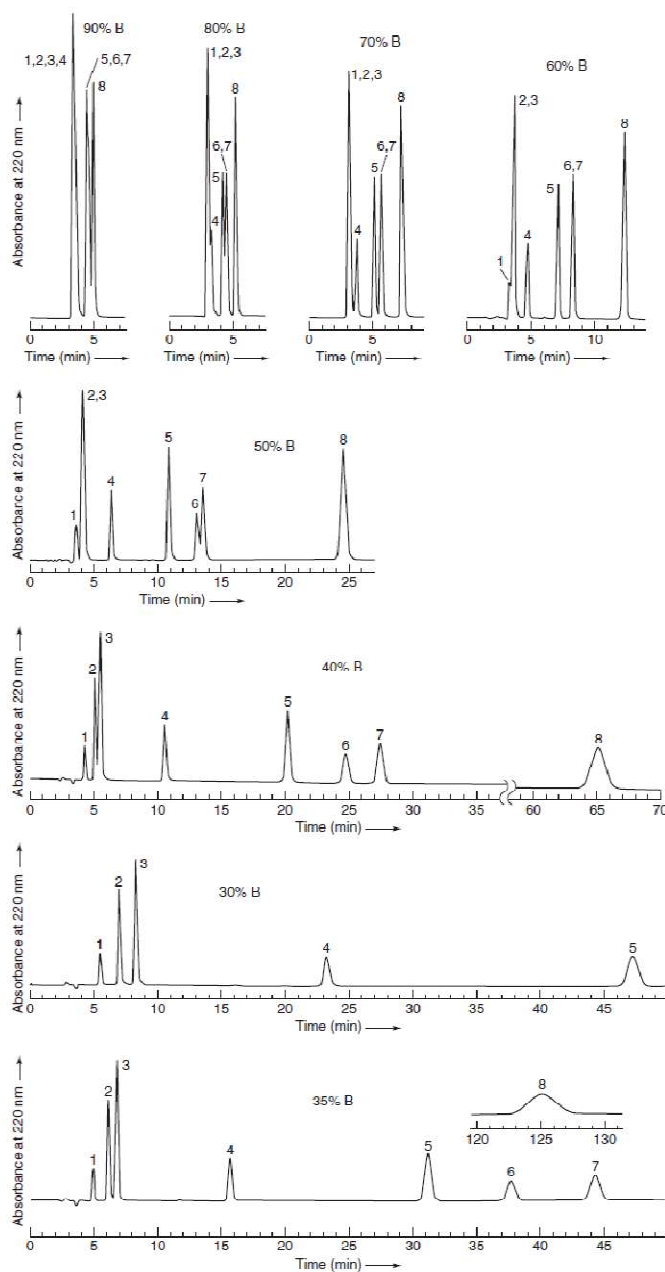 90% B
1,2,3,4
5,6,7
8
Absorbance at 220 nm
0 5
Time (min)
80% B
1,2,3
8
6,7
5
4
0 5
Time (min)
70% B
1,2,3
8
6,7
5
4
0 5
Time (min)
60% B
2,3
8
6,7
5
4
1
0 5 10
Time (min)
2,3
50% B
5
8
7
4
6
1
Absorbance at 220 nm
0 5 10 15 20 25
Time (min)
3
40% B
2
5
4
7
6
8
1
Absorbance at 220 nm
0 5 10 15 20 25 30 35 60 65 70
Time (min)
3
2
30% B
1
4
5
Absorbance at 220 nm
0 5 10 15 20 25 30 35 40 45
Time (min)
3
2
35% B
8
120 125 130
1
4
5
6
7
Absorbance at 220 nm
0 5 10 15 20 25 30 35 40 45
Time (min)